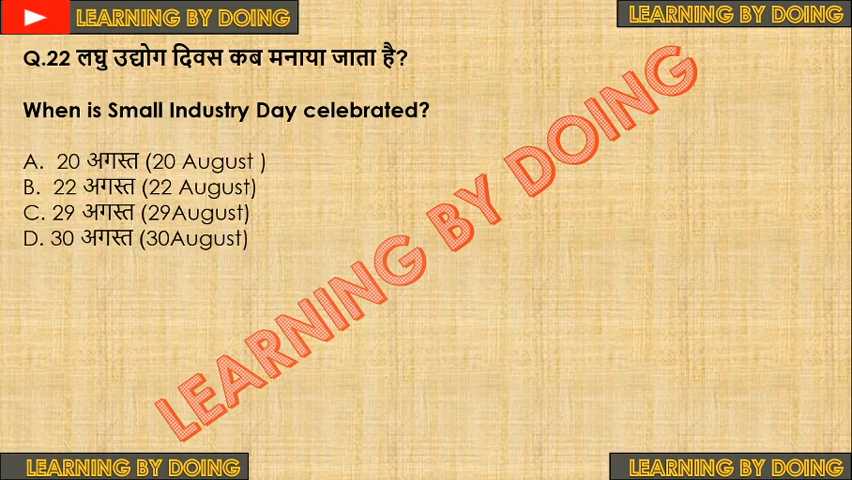 LEARNING BY DOING
LEARNING BY DOING
Q.22 लघु उद्योग दिवस कब मनाया जाता है?
When is Small Industry Day celebrated?
A. 20 अगस्त (20 August )
B. 22 अगस्त (22 August)
C. 29 अगस्त (29August)
D. 30 अगस्त (30August)
LEARNING BY DOING
LEARNING BY DOING
LEARNING BY DOING